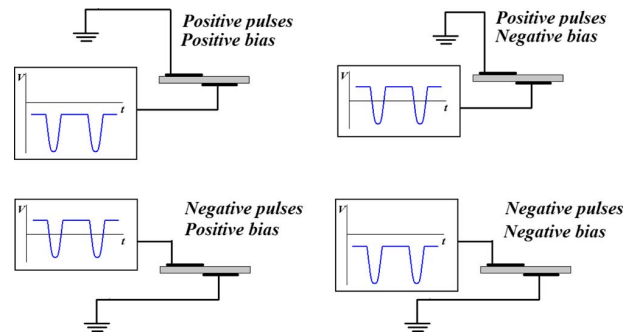 Positive pulses
Positive bias
V
t
Positive pulses
Negative bias
V
t
Negative pulses
Positive bias
V
t
Negative pulses
Negative bias
V
t